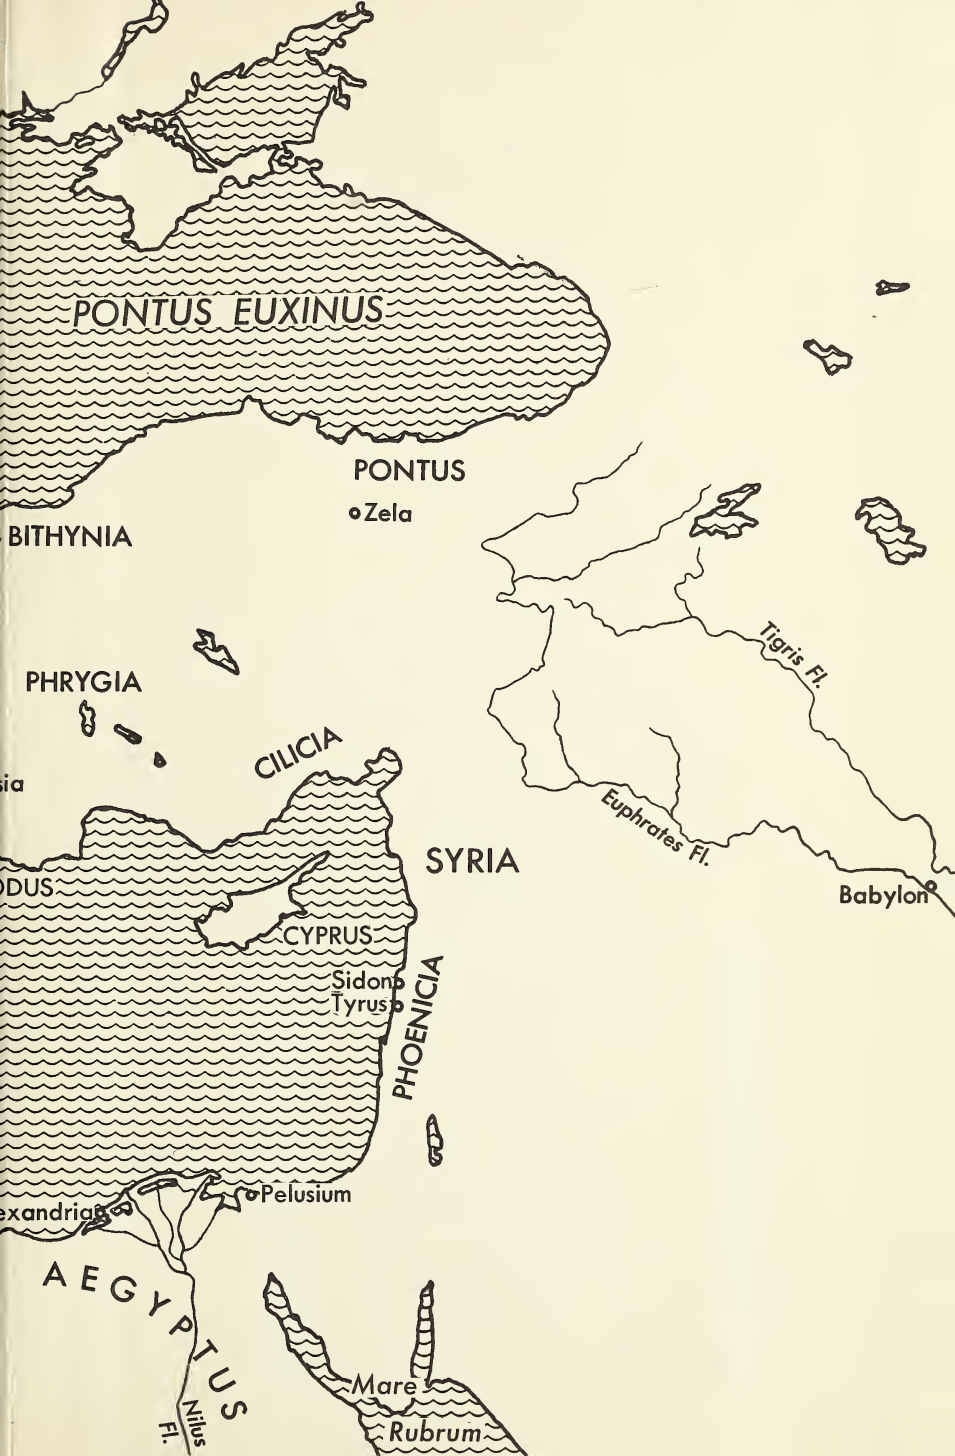 PONTUS EUXINUS
PONTUS
Zela
BITHYNIA
Tigris Fl.
PHRYGIA
CILICIA
sia
Euphrates Fl.
SYRIA
ODUS
Babylon
CYPRUS
Sidon
Tyrus
PHOENICIA
Pelusium
exandria
AEGYPTUS
Nilus
Fl.
Mare
Rubrum